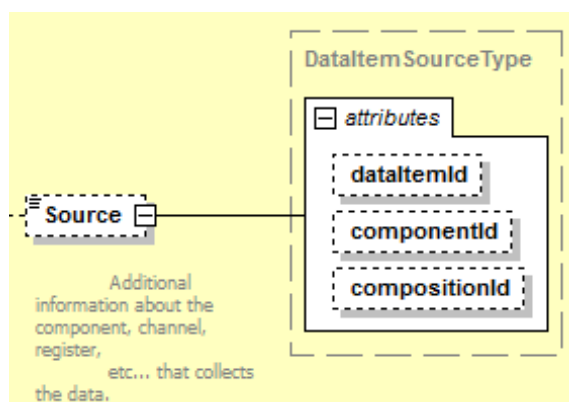 DataItemSourceType
attributes
dataItemId
Source
componentId
compositionId
Additional
information about the
component, channel,
register,
etc... that collects
the data.